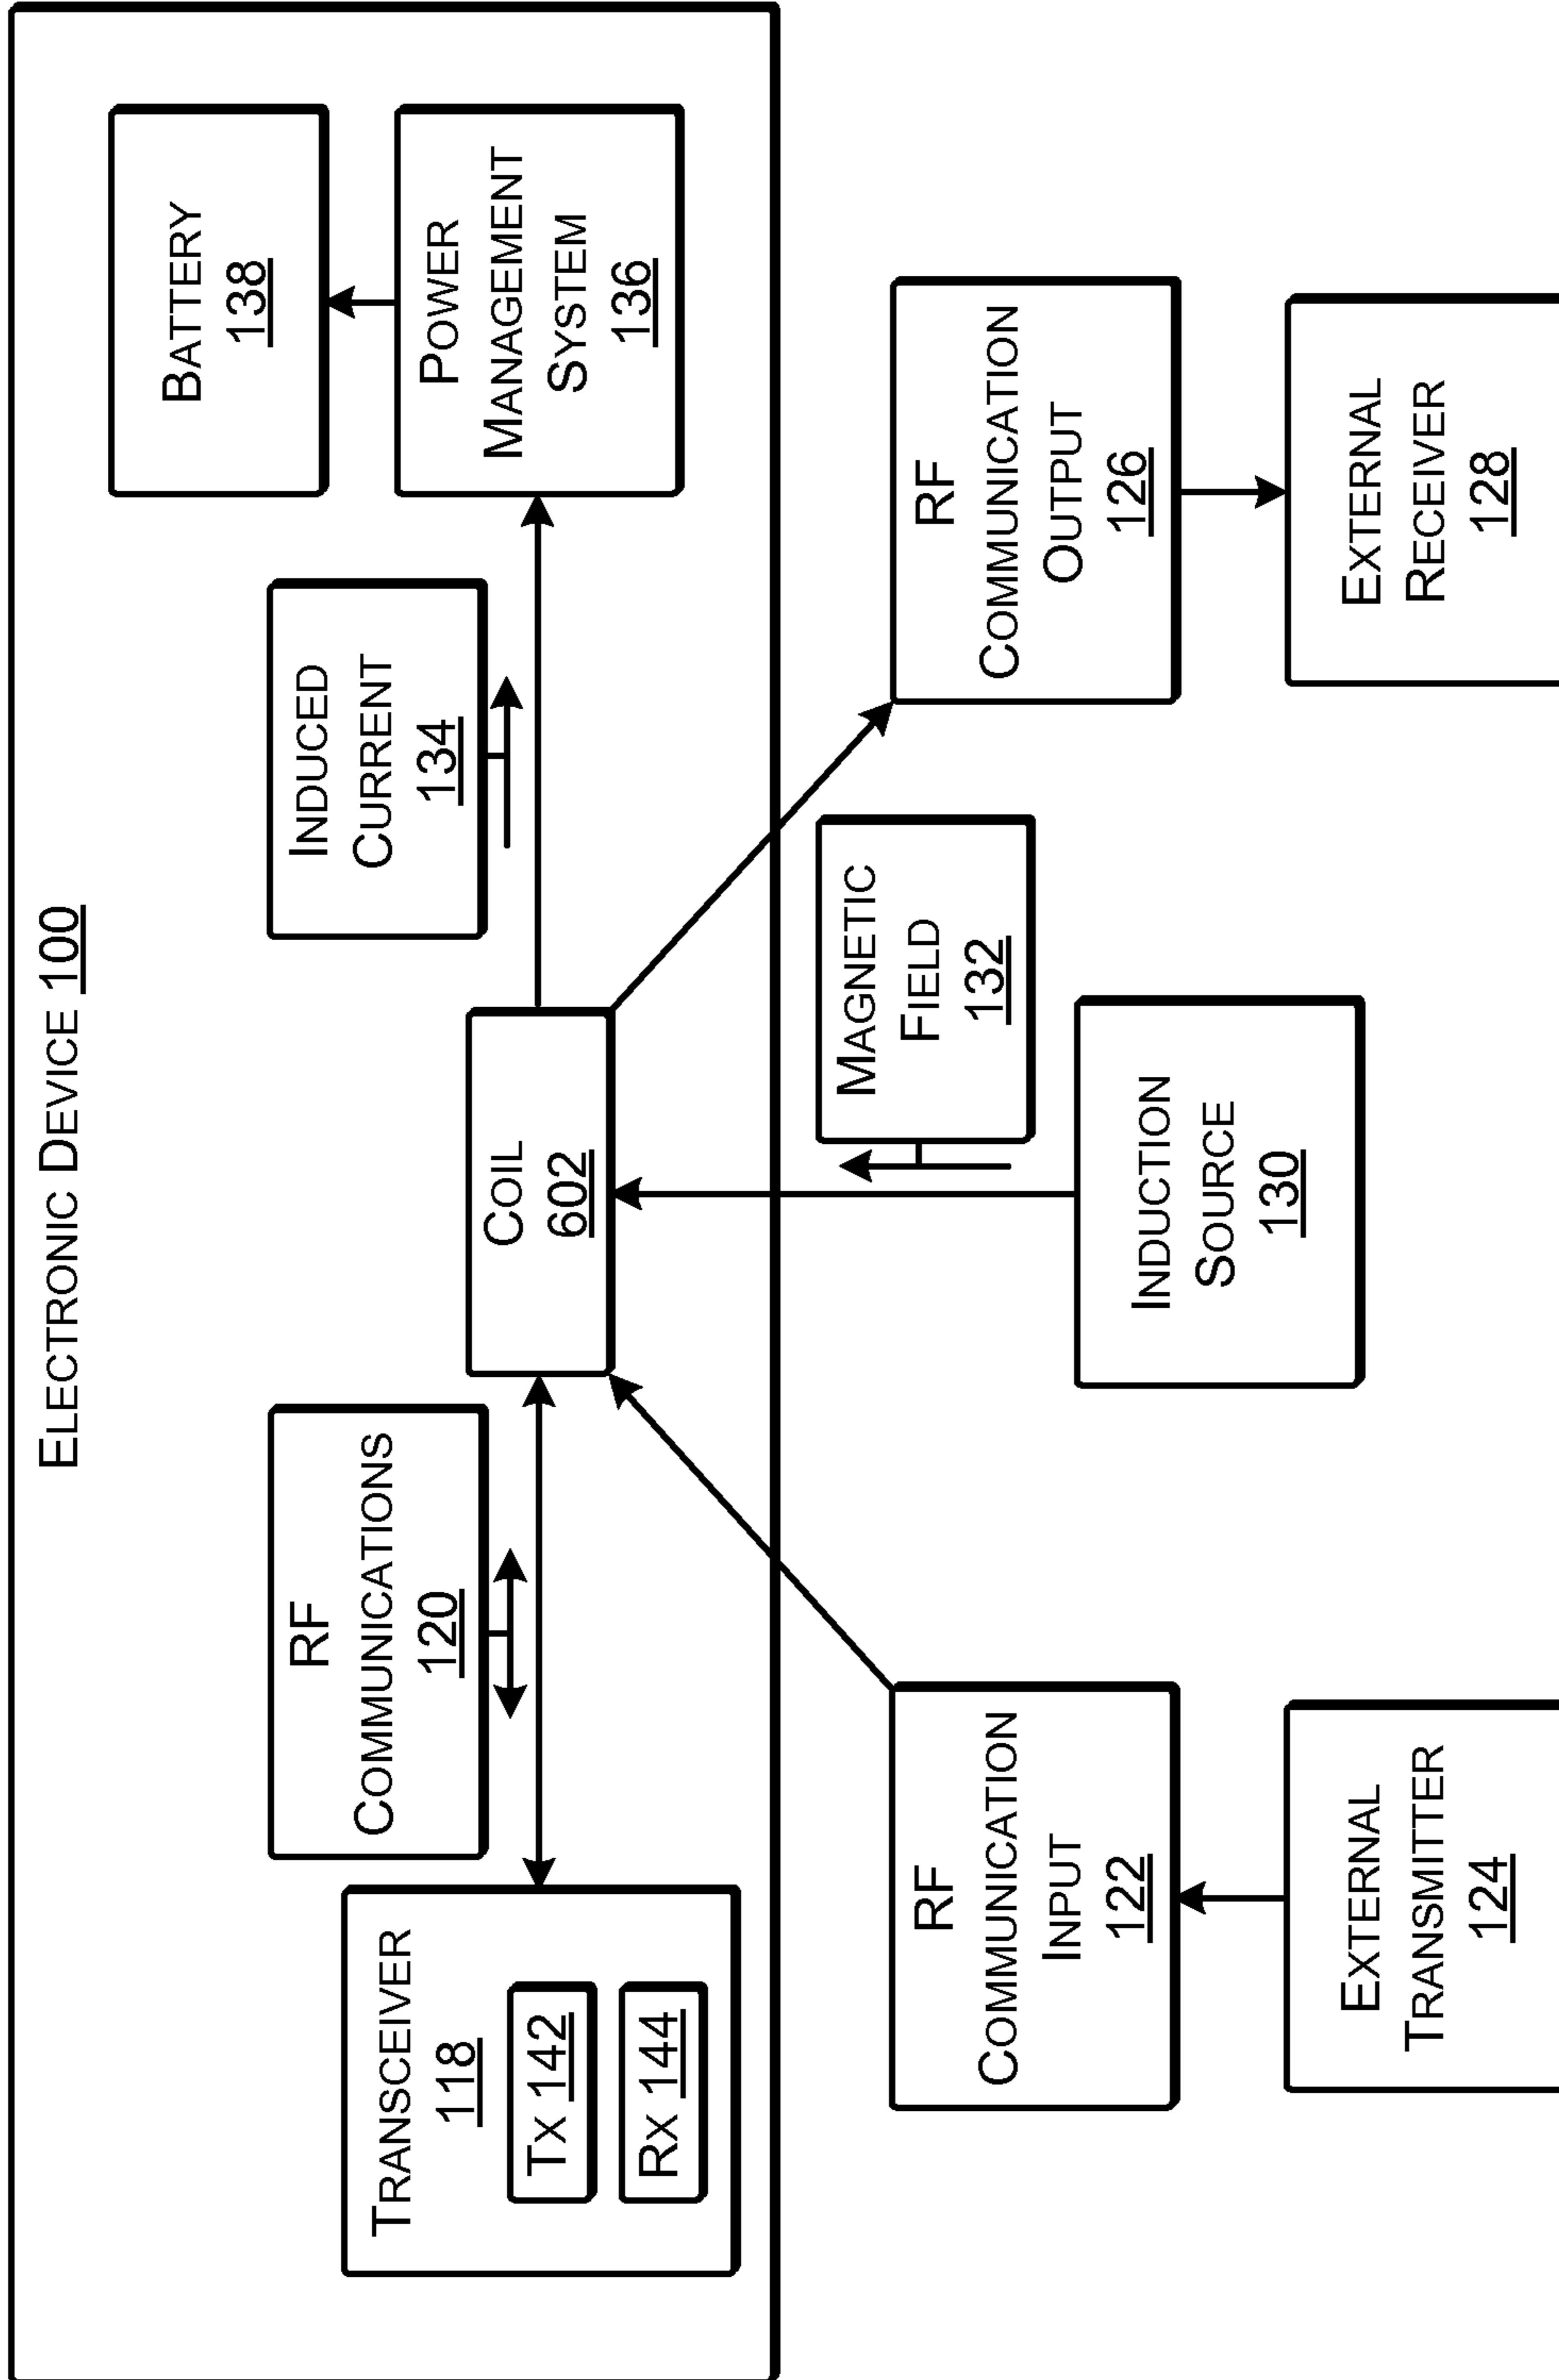 ELECTRONIC DEVICE 100
TRANSCEIVER
118
TX 142
RX 144
RF
COMMUNICATIONS
120
COIL
602
INDUCED
CURRENT
134
BATTERY
138
POWER
MANAGEMENT
SYSTEM
136
RF
COMMUNICATION
INPUT
122
EXTERNAL
TRANSMITTER
124
MAGNETIC
FIELD
132
INDUCTION
SOURCE
130
RF
COMMUNICATION
OUTPUT
126
EXTERNAL
RECEIVER
128